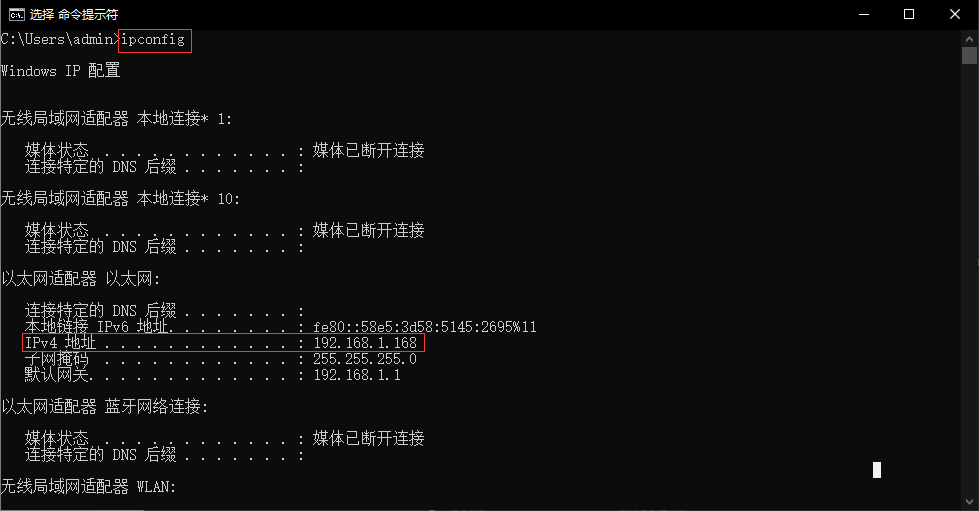 选择 命令提示符
C:\Users\admin>ipconfig
Windows IP 配置
无线局域网适配器 本地连接* 1:
媒体状态 . . . . . . . . . . . . : 媒体已断开连接
连接特定的 DNS 后缀 . . . . . . . :
无线局域网适配器 本地连接* 10:
媒体状态 . . . . . . . . . . . . : 媒体已断开连接
连接特定的 DNS 后缀 . . . . . . . :
以太网适配器 以太网:
连接特定的 DNS 后缀 . . . . . . . :
本地链接 IPv6 地址. . . . . . . . : fe80::58e5:3d58:5145:2695%11
IPv4 地址 . . . . . . . . . . . . : 192.168.1.168
子网掩码 . . . . . . . . . . . . : 255.255.255.0
默认网关. . . . . . . . . . . . . : 192.168.1.1
以太网适配器 蓝牙网络连接:
媒体状态 . . . . . . . . . . . . : 媒体已断开连接
连接特定的 DNS 后缀 . . . . . . . :
无线局域网适配器 WLAN: